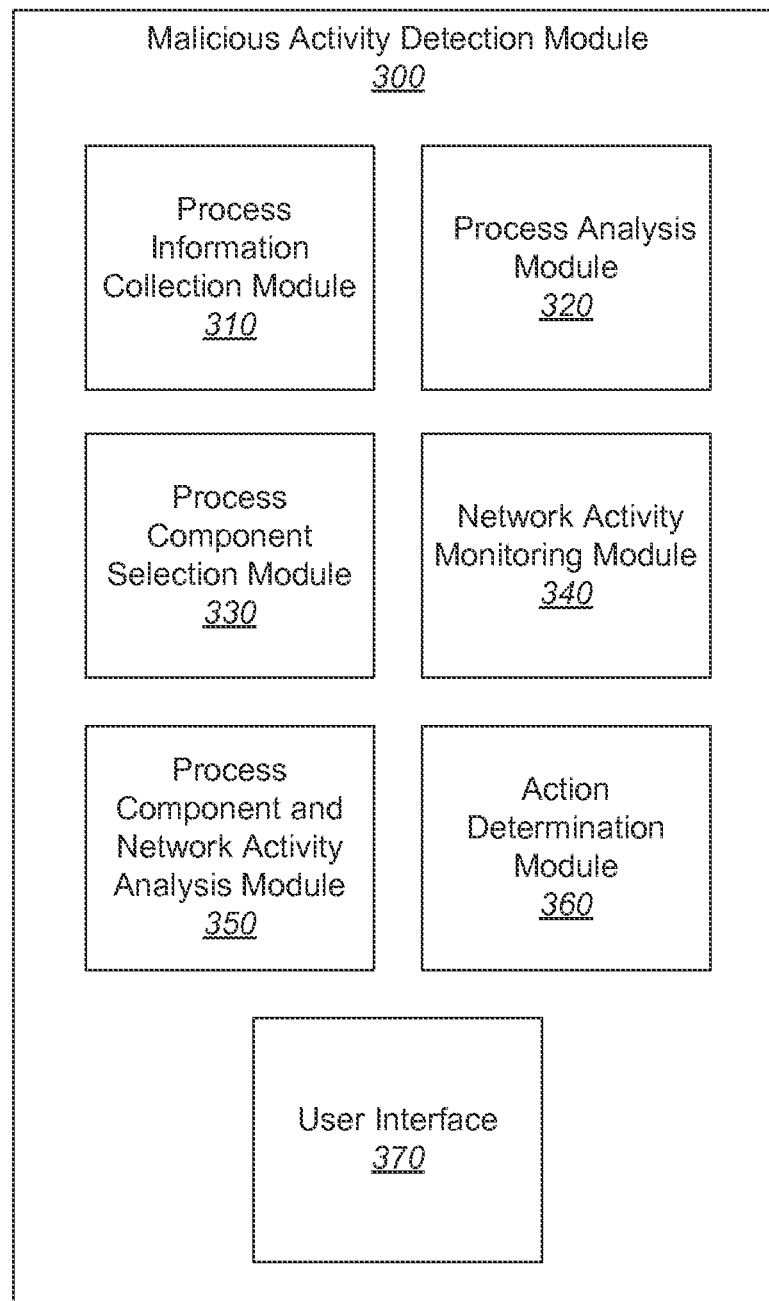 Malicious Activity Detection Module
300
Process
Information
Collection Module
310
Process Analysis
Module
320
Process
Component
Selection Module
330
Network Activity
Monitoring Module
340
Process
Component and
Network Activity
Analysis Module
350
Action
Determination
Module
360
User Interface
370